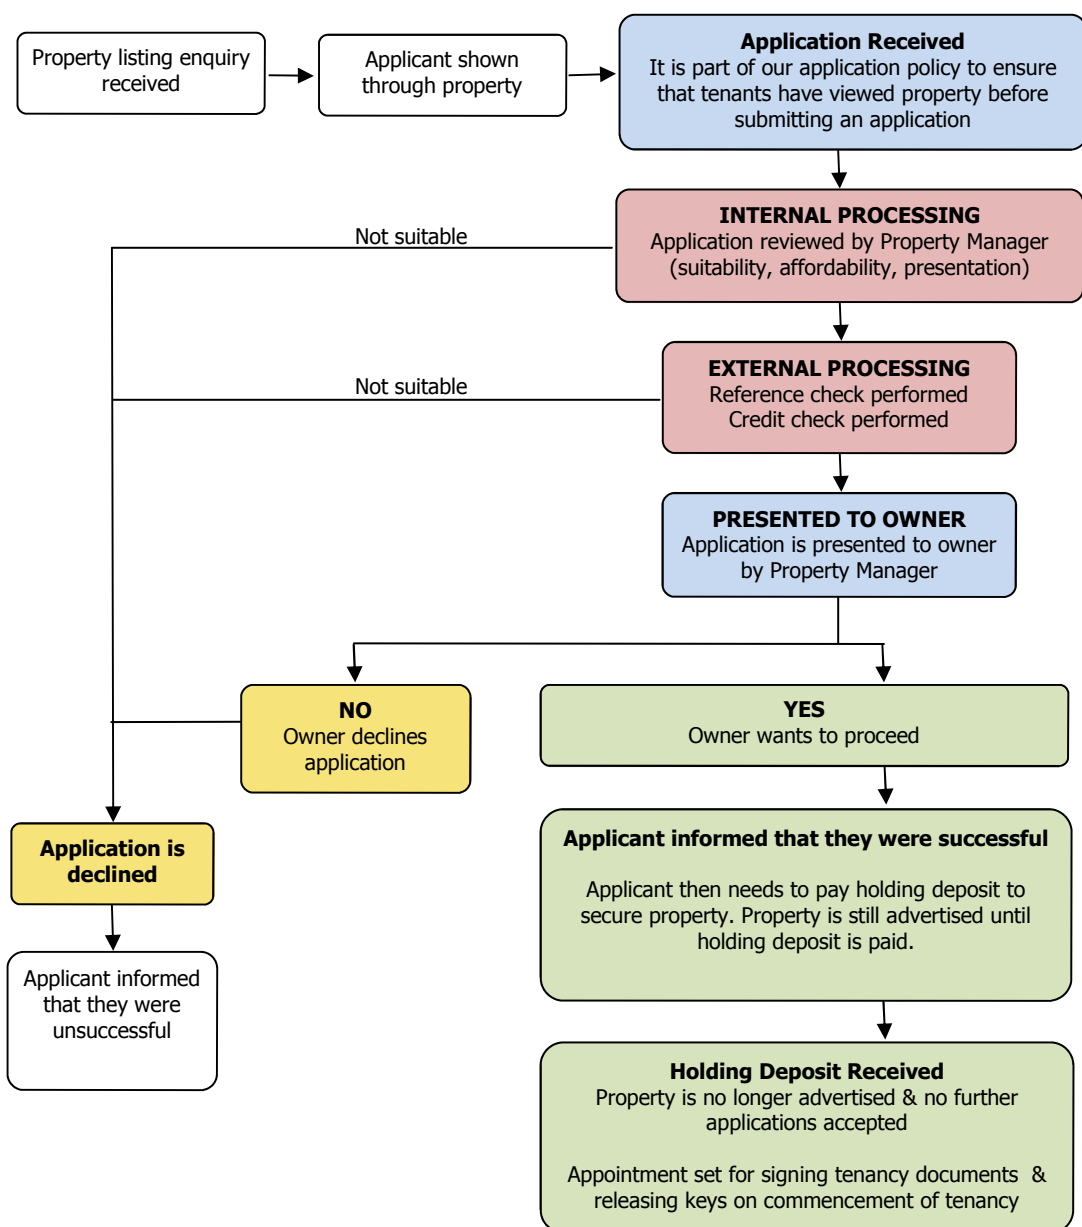 Property listing enquiry
received
Applicant shown
through property
Application Received
It is part of our application policy to ensure
that tenants have viewed property before
submitting an application
INTERNAL PROCESSING
Application reviewed by Property Manager
(suitability, affordability, presentation)
Not suitable
EXTERNAL PROCESSING
Reference check performed
Credit check performed
Not suitable
PRESENTED TO OWNER
Application is presented to owner
by Property Manager
NO
Owner declines
application
YES
Owner wants to proceed
Application is
declined
Applicant informed
that they were
unsuccessful
Applicant informed that they were successful
Applicant then needs to pay holding deposit to
secure property. Property is still advertised until
holding deposit is paid.
Holding Deposit Received
Property is no longer advertised & no further
applications accepted
Appointment set for signing tenancy documents  &
releasing keys on commencement of tenancy